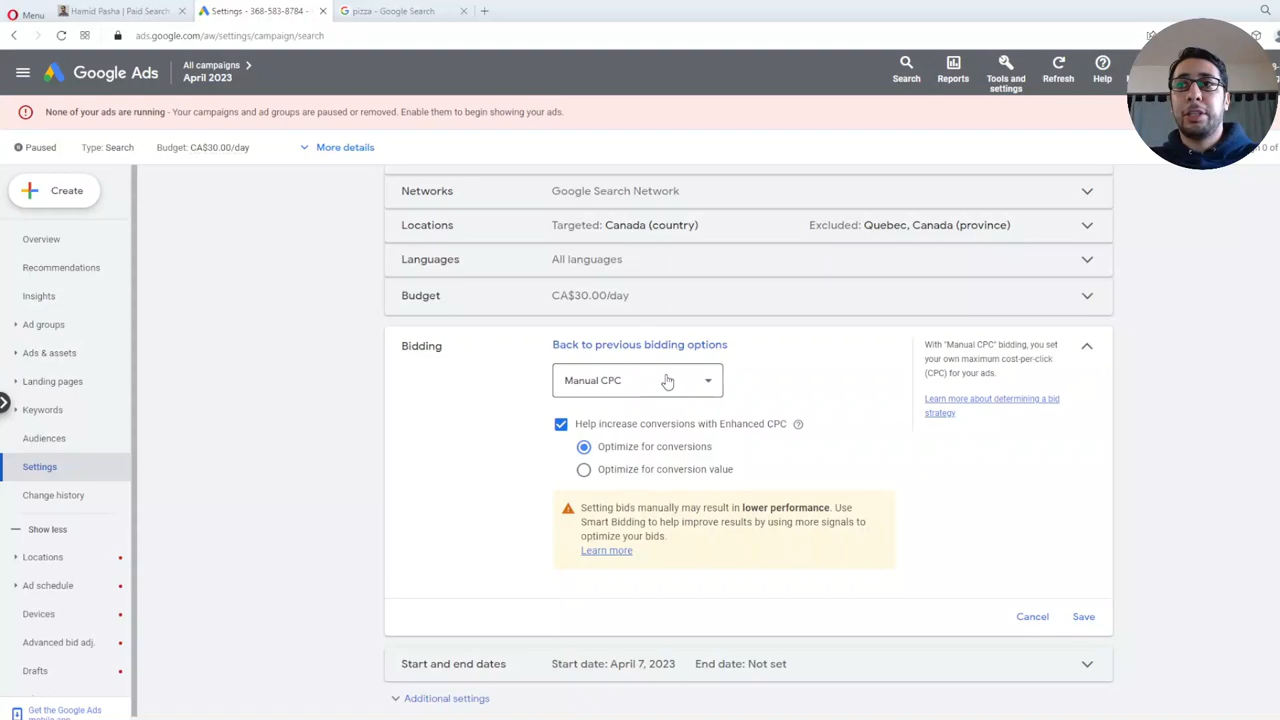 Menu
Hamid Pasha | Paid Search
Settings - 368-583-8784 -
pizza - Google Search
ads.google.com/aw/settings/campaign/search
Google Ads
All campaigns
April 2023
Search
Reports
Tools and
settings
Refresh
Help
None of your ads are running - Your campaigns and ad groups are paused or removed. Enable them to begin showing your ads.
Paused
Type: Search
Budget: CA$30.00/day
More details
0 of
Create
Overview
Recommendations
Insights
Ad groups
Ads & assets
Landing pages
Keywords
Audiences
Settings
Change history
Show less
Locations
Ad schedule
Devices
Advanced bid adj.
Drafts
Get the Google Ads
mobile app
Networks
Google Search Network
Locations
Targeted: Canada (country)
Excluded: Quebec, Canada (province)
Languages
All languages
Budget
CA$30.00/day
Bidding
Back to previous bidding options
Manual CPC
Help increase conversions with Enhanced CPC
Optimize for conversions
Optimize for conversion value
Setting bids manually may result in lower performance. Use
Smart Bidding to help improve results by using more signals to
optimize your bids.
Learn more
With "Manual CPC" bidding, you set
your own maximum cost-per-click
(CPC) for your ads.
Learn more about determining a bid
strategy
Cancel
Save
Start and end dates
Start date: April 7, 2023
End date: Not set
Additional settings